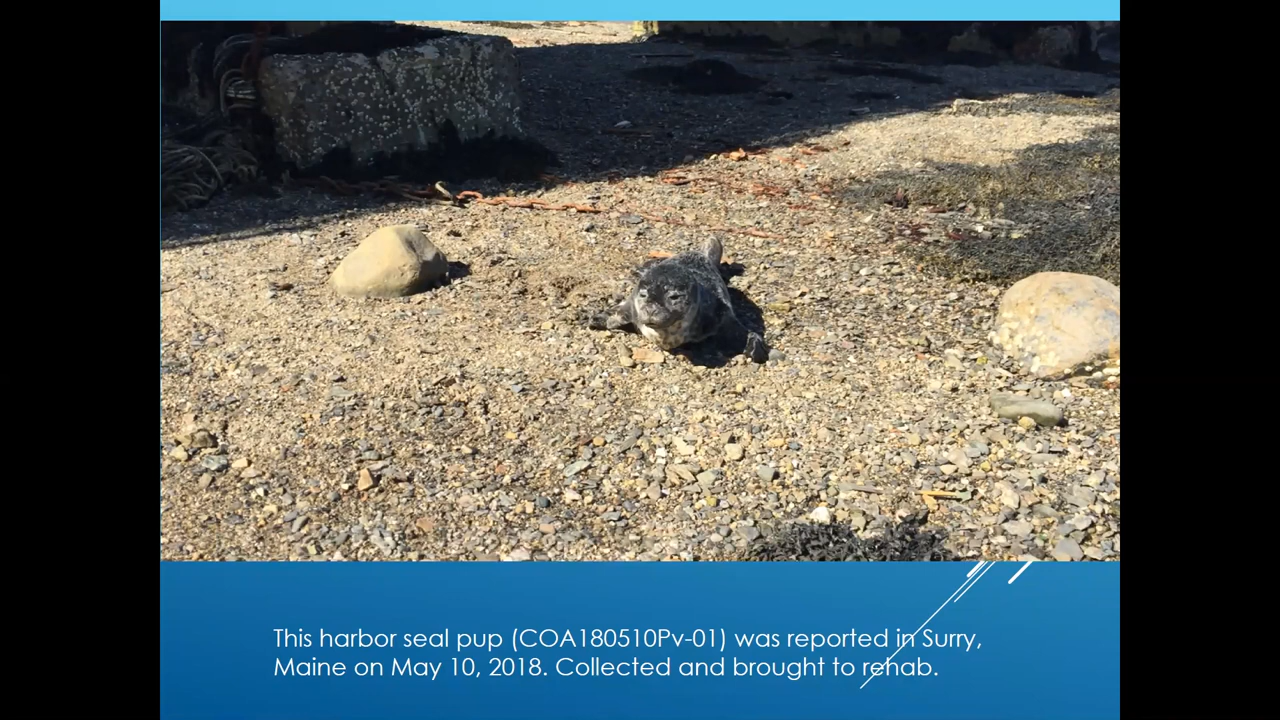 This harbor seal pup (COA180510Pv-01) was reported in Surry,
Maine on May 10, 2018. Collected and brought to rehab.